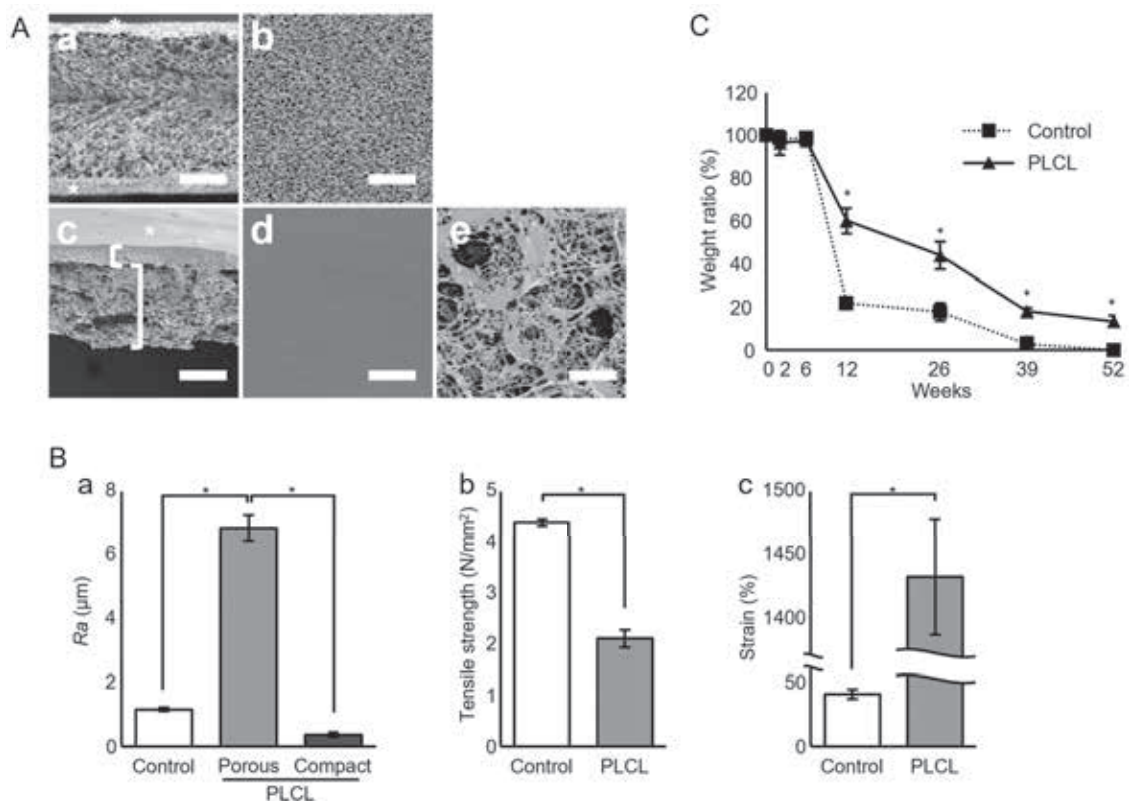 A
a
*
*
b
c
*
d
e
C
120
100
80
60
40
20
0
Weight ratio (%)
Control
PLCL
*
*
*
*
0 2 6 12 26 39 52
Weeks
B
a
8
6
4
2
0
Ra (μm)
*
*
Control Porous Compact
PLCL
b
5
4
3
2
1
0
Tensile strength (N/mm²)
*
Control PLCL
c
1500
1450
1400
50
0
Strain (%)
*
Control PLCL